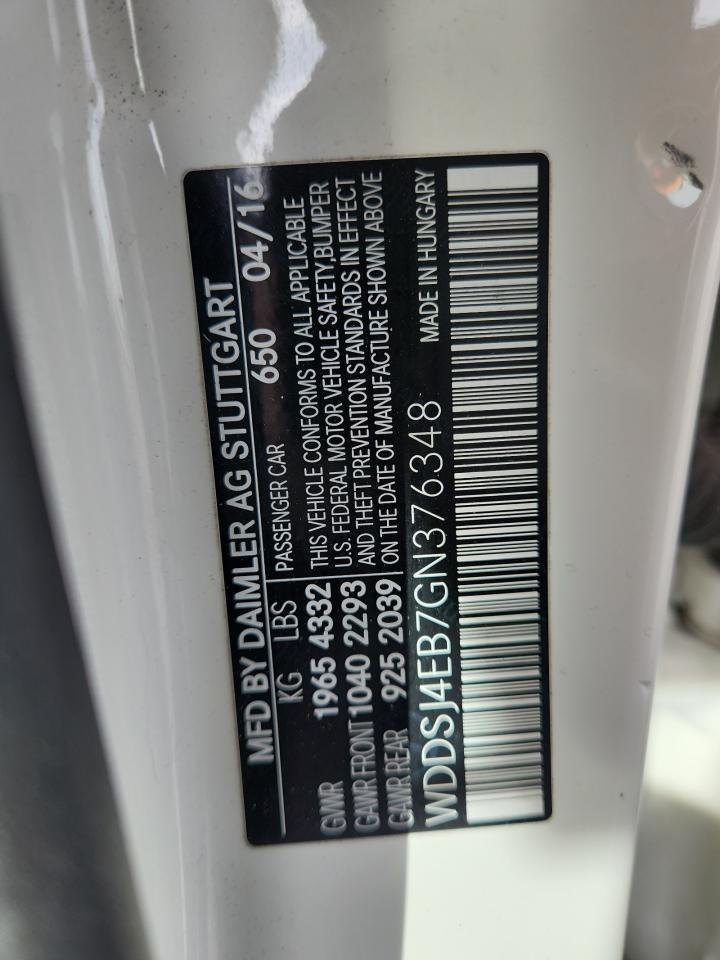 MFD BY DAIMLER AG STUTTGART
KG LBS 650 04/16
GWR 1965 4332 PASSENGER CAR
GAWR FRONT 1040 2293 THIS VEHICLE CONFORMS TO ALL APPLICABLE
U.S. FEDERAL MOTOR VEHICLE SAFETY,BUMPER
GAWR REAR 925 2039 AND THEFT PREVENTION STANDARDS IN EFFECT
ON THE DATE OF MANUFACTURE SHOWN ABOVE
WDDSJ4EB7GN376348 MADE IN HUNGARY